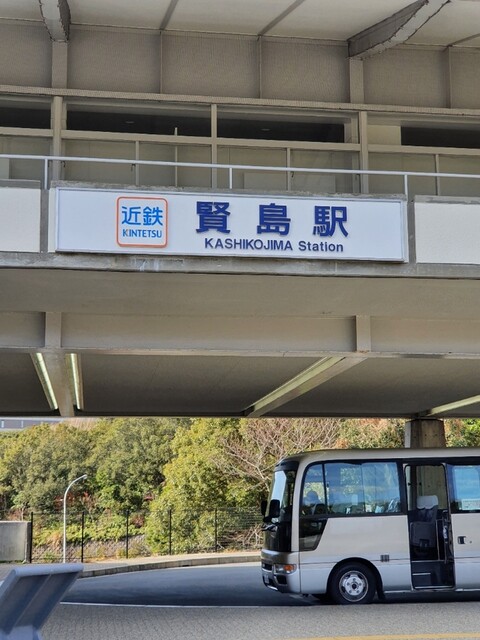 近鉄
KINTETSU
賢島駅
KASHIKOJIMA Station